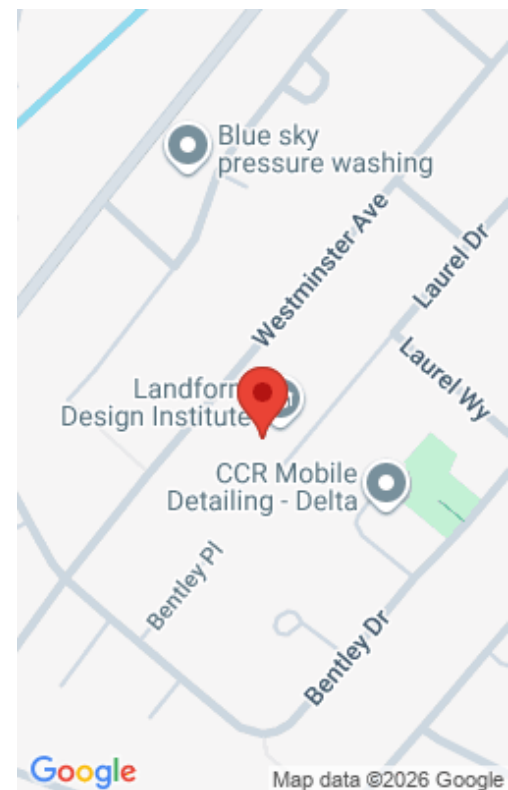 Blue sky
pressure washing
Westminster Ave
Laurel Dr
Laurel Wy
Landform
Design Institute
CCR Mobile
Detailing - Delta
Bentley Pl
Bentley Dr
Google
Map data ©2026 Google